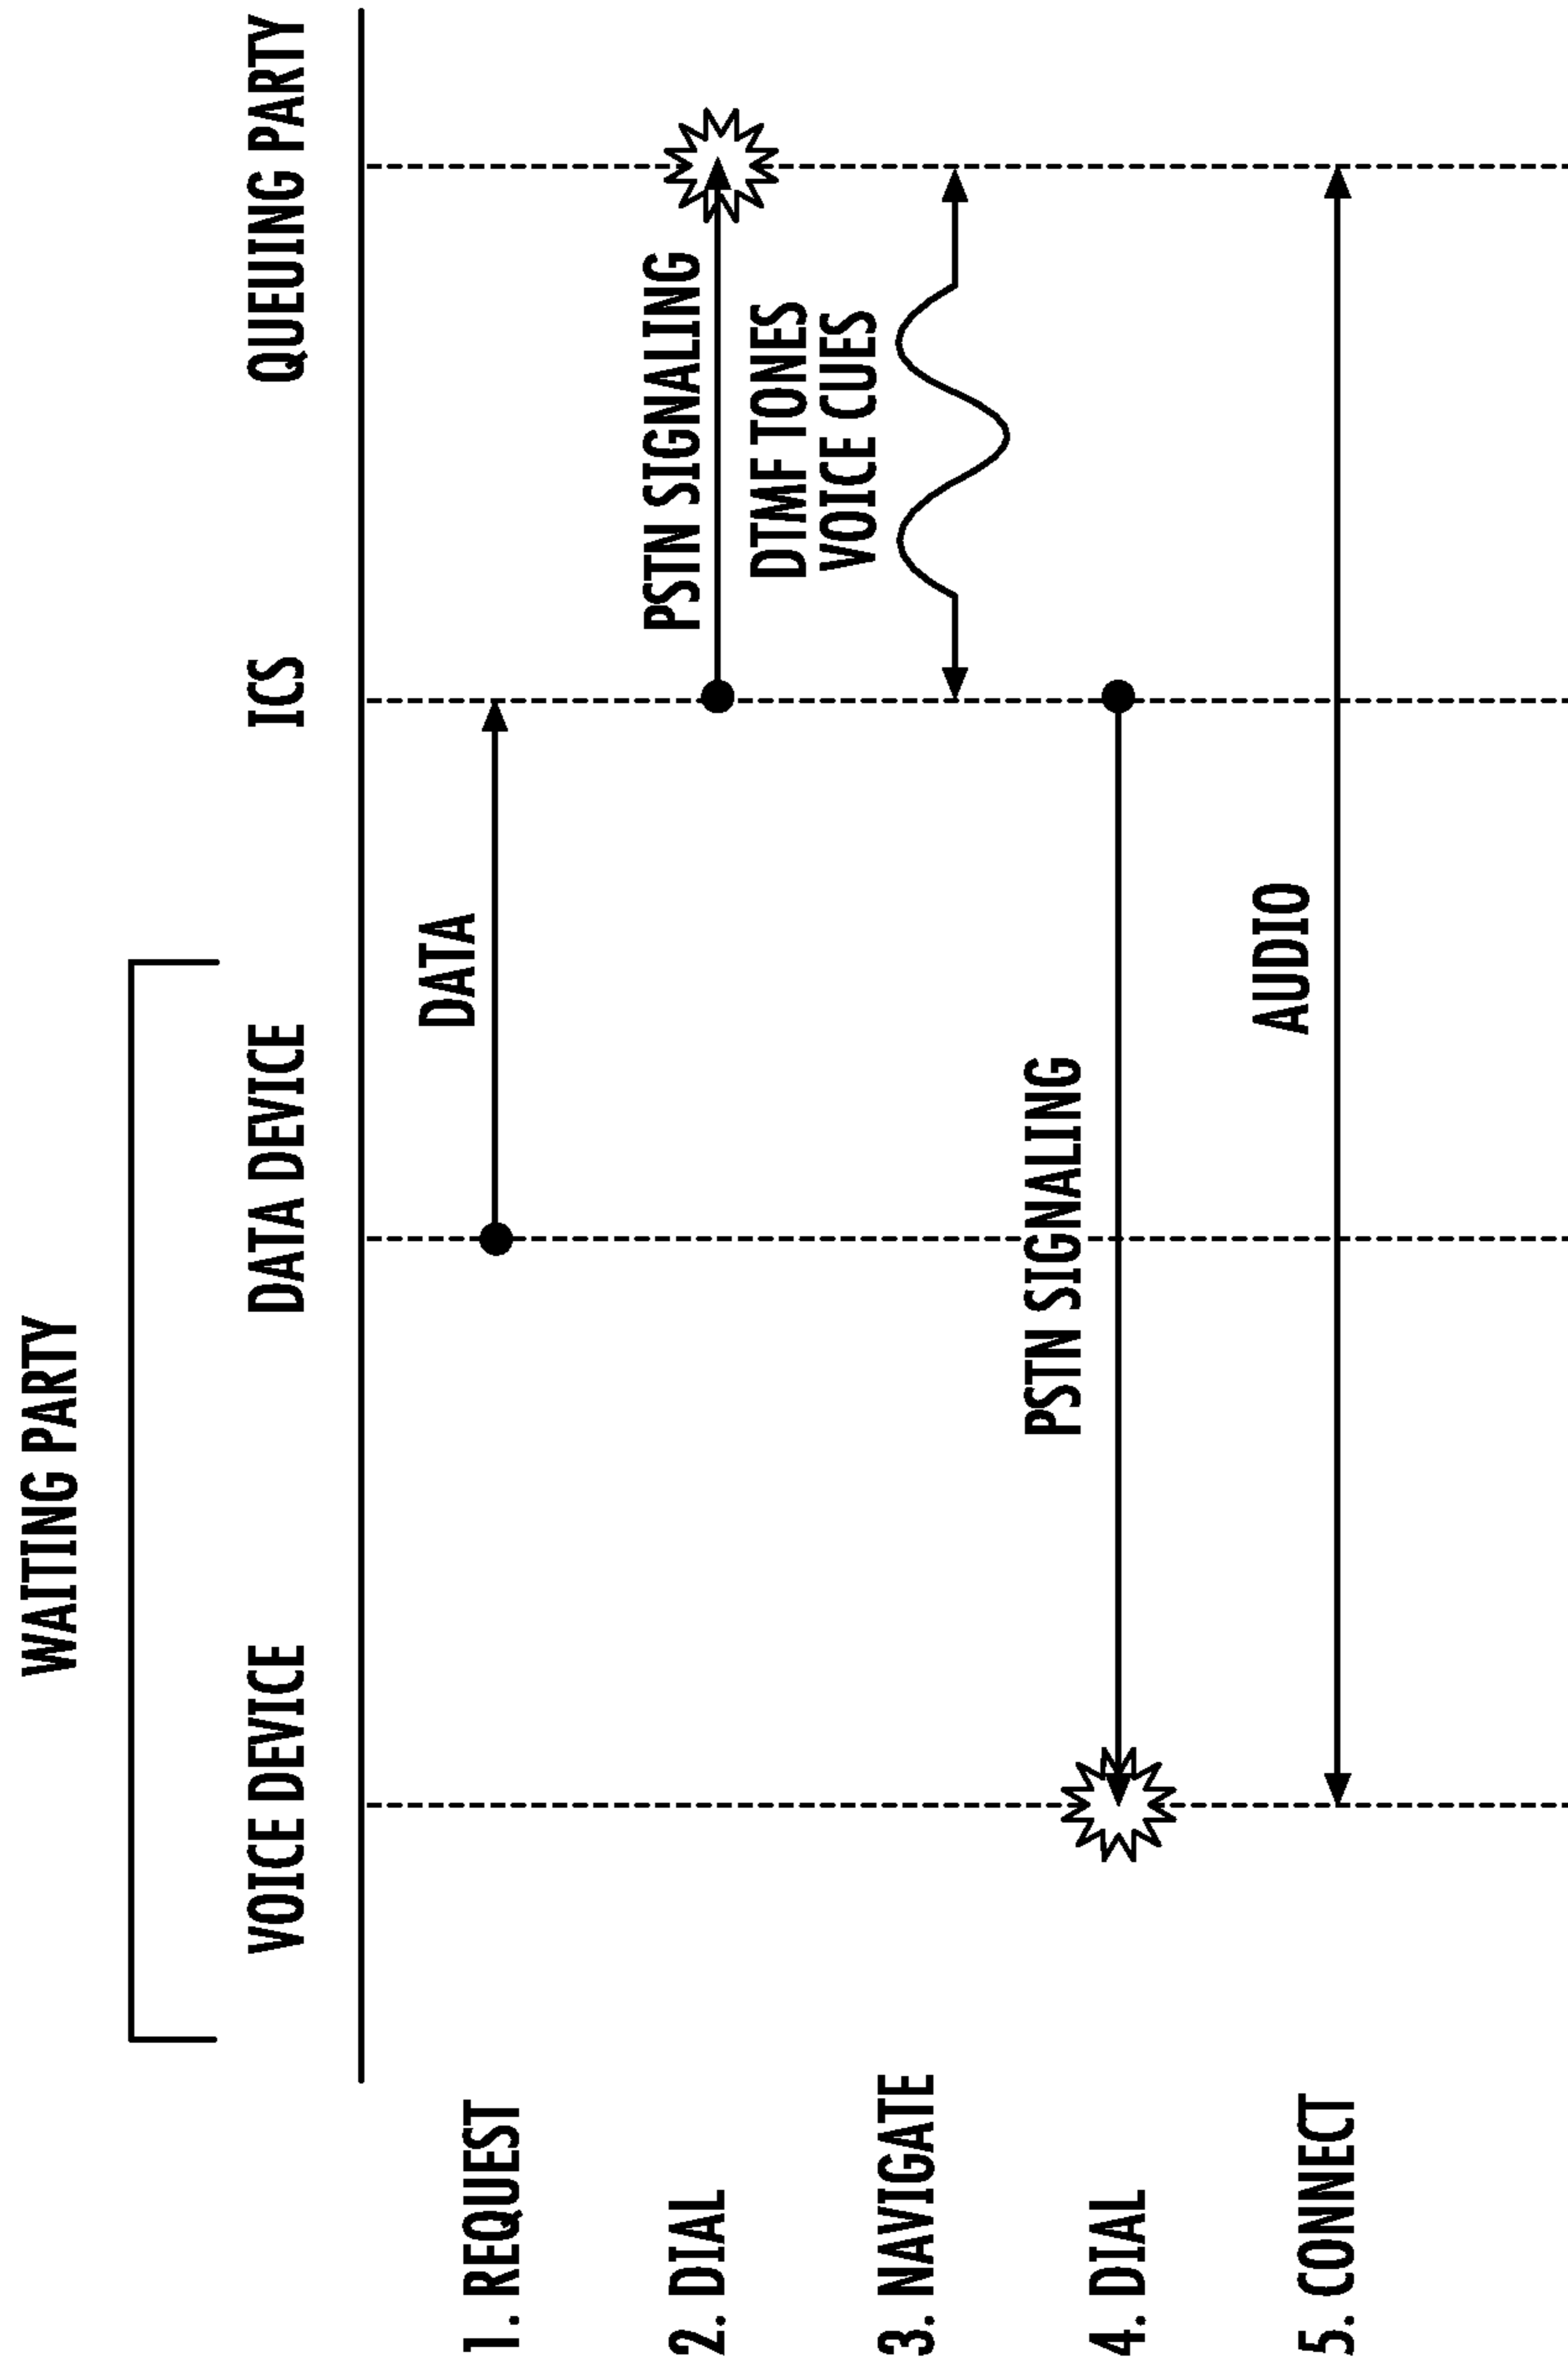 WAITING PARTY
VOICE DEVICE
DATA DEVICE
ICS
QUEUING PARTY
1. REQUEST
DATA
2. DIAL
PSTN SIGNALING
3. NAVIGATE
DTMF TONES
VOICE CUES
4. DIAL
PSTN SIGNALING
5. CONNECT
AUDIO